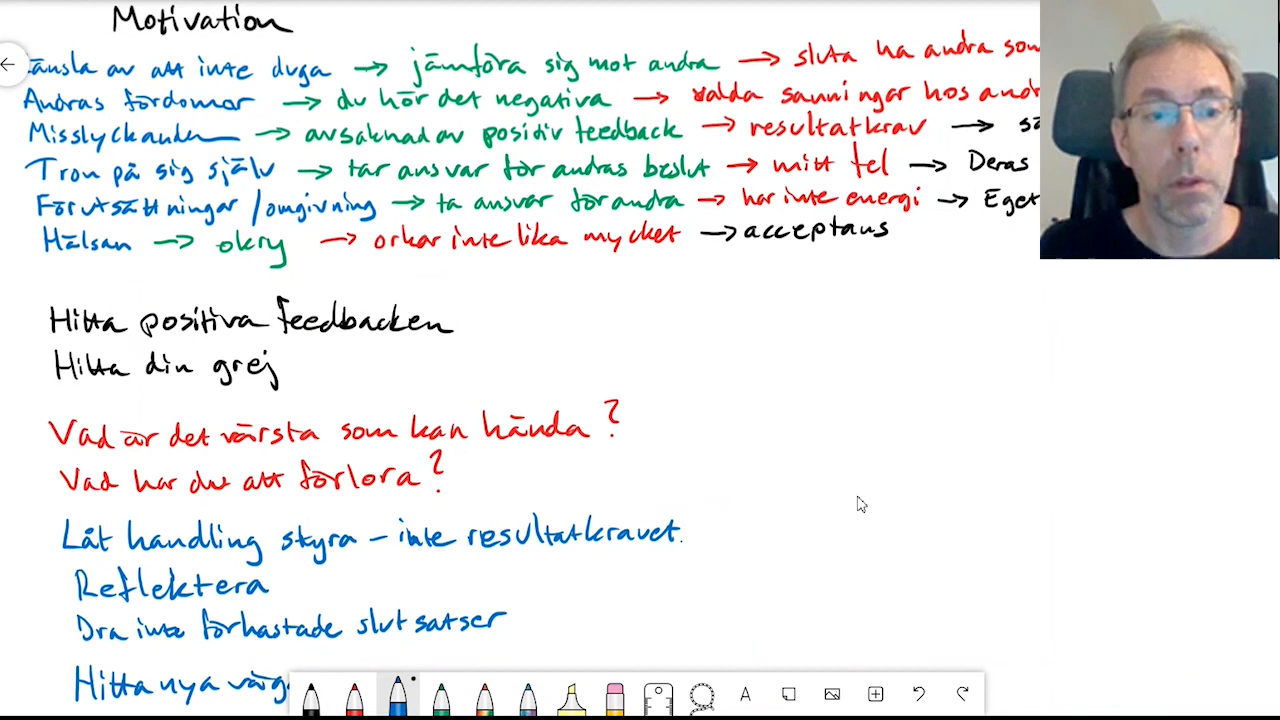 Motivation
känsla av att inte duga → jämföra sig mot andra → sluta ha andra som
Andras fördomar → du hör det negativa → valda sanningar hos andr
Misslyckanden → avsaknad av positiv feedback → resultatkrav → sä
Tron på sig själv → tar ansvar för andras beslut → mitt fel → Deras
Förutsättningar/omgivning → ta ansvar för andra → har inte energi → Eget
Hälsan → okry → orkar inte lika mycket → acceptans
Hitta positiva feedbacken
Hitta din grej
Vad är det värsta som kan hända?
Vad har du att förlora?
Låt handling styra – inte resultatkravet.
Reflektera
Dra inte förhastade slutsatser
Hitta nya väg